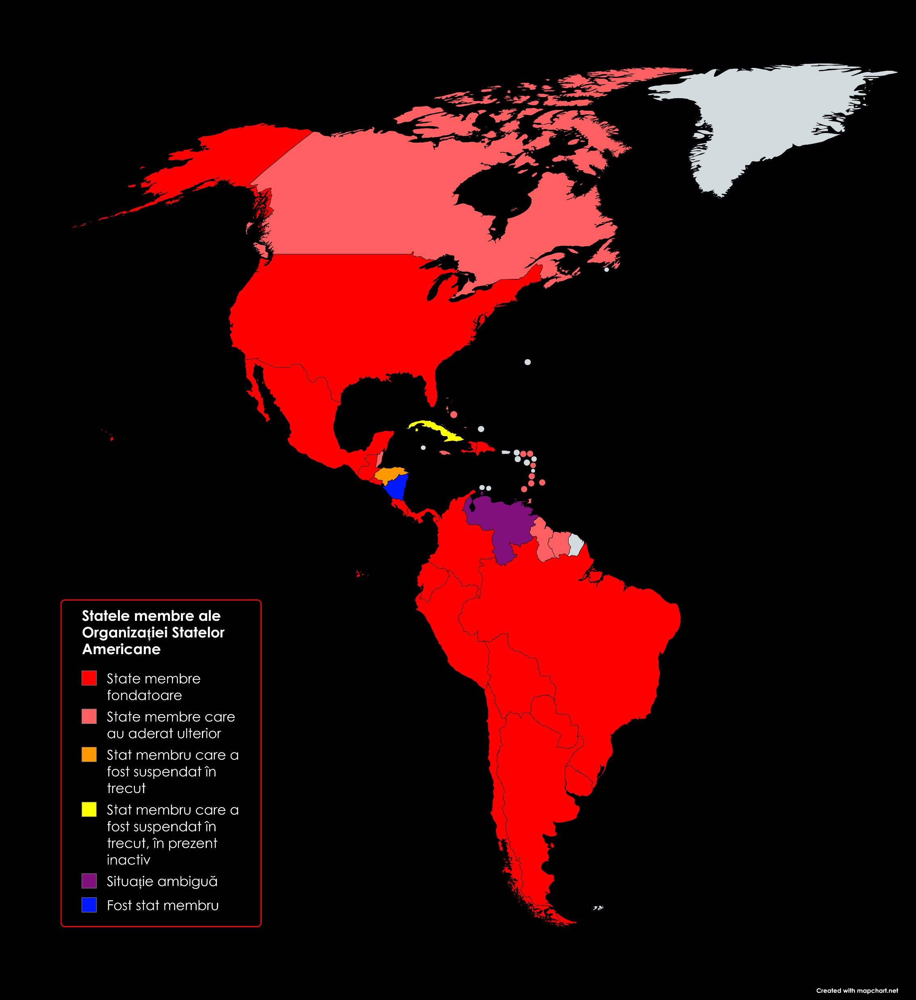 Statele membre ale
Organizației Statelor
Americane
State membre
fondatoare
State membre care
au aderat ulterior
Stat membru care a
fost suspendat în
trecut
Stat membru care a
fost suspendat în
trecut, în prezent
inactiv
Situație ambiguă
Fost stat membru
Created with mapchart.net